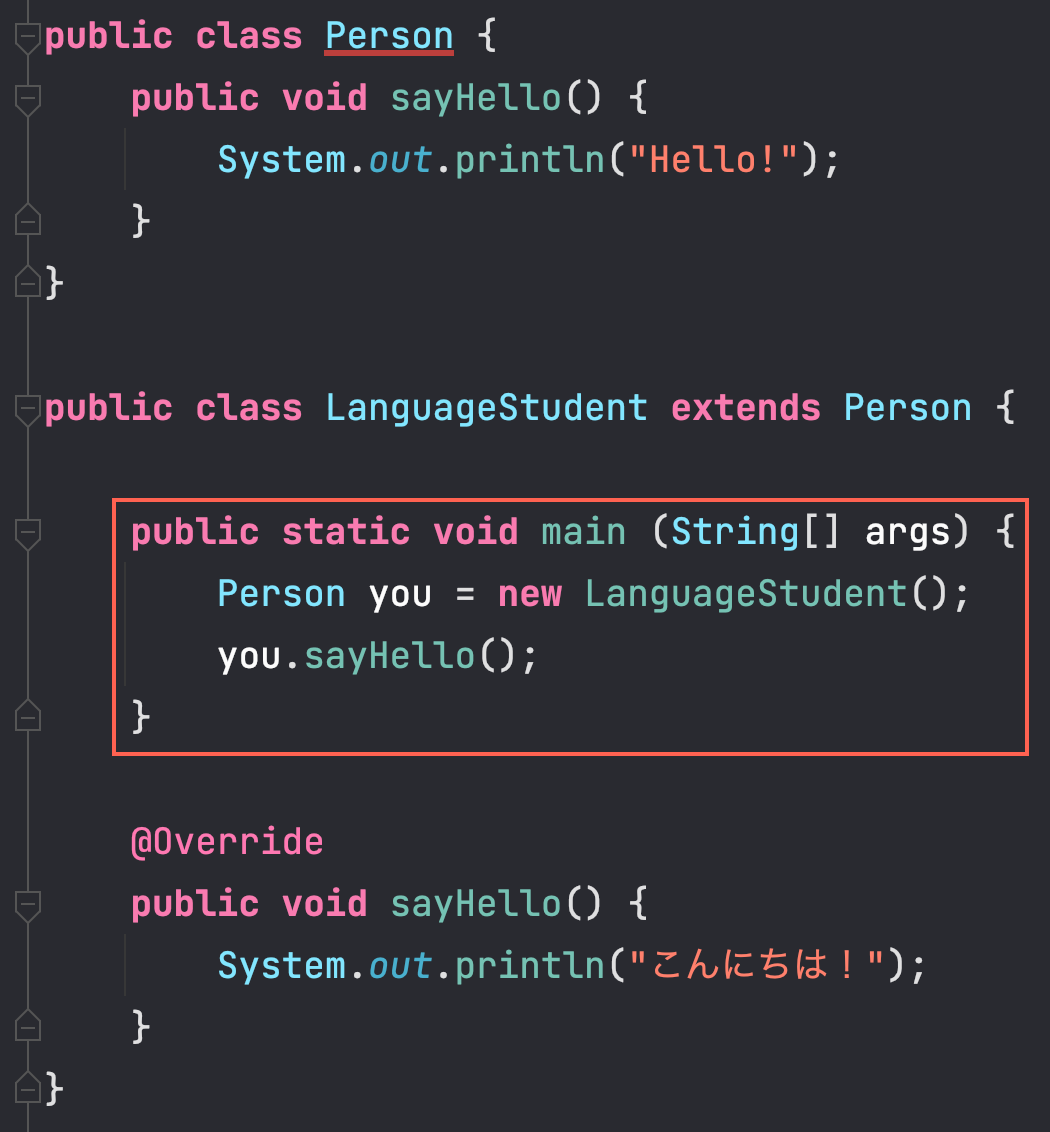 public class Person {
    public void sayHello() {
        System.out.println("Hello!");
    }
}
public class LanguageStudent extends Person {
    public static void main (String[] args) {
        Person you = new LanguageStudent();
        you.sayHello();
    }
    @Override
    public void sayHello() {
        System.out.println("こんにちは！");
    }
}